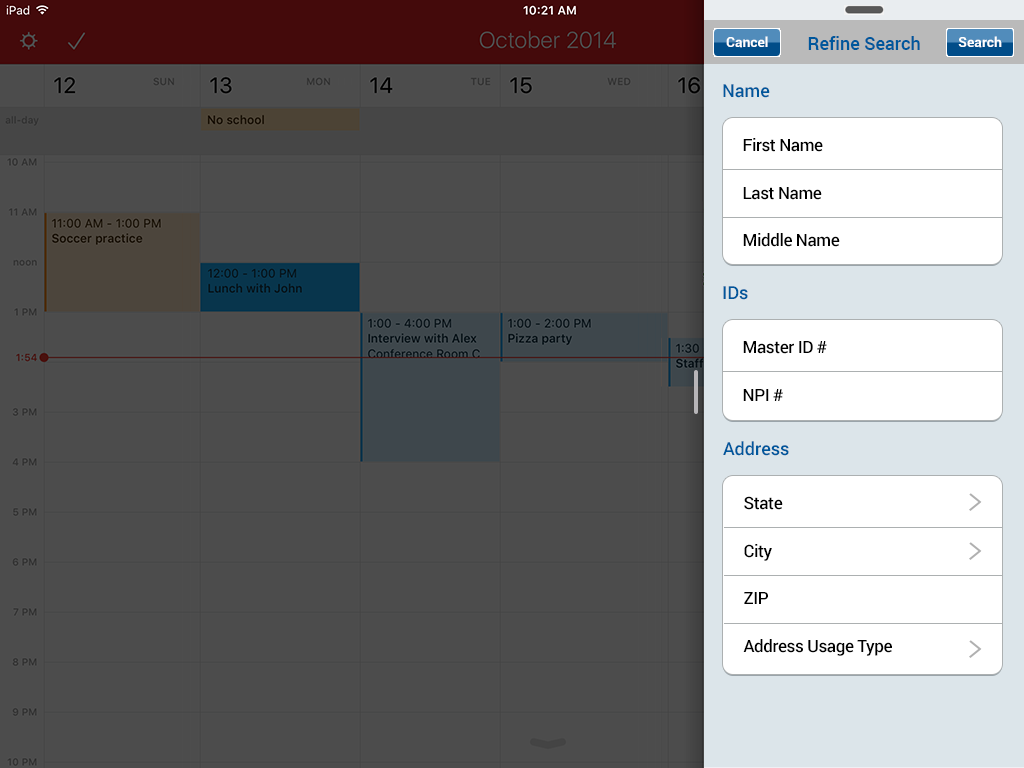 iPad
10:21 AM
October 2014
12 SUN
13 MON
14 TUE
15 WED
16
all-day
No school
10 AM
11 AM
11:00 AM - 1:00 PM
Soccer practice
noon
12:00 - 1:00 PM
Lunch with John
1 PM
1:00 - 4:00 PM
Interview with Alex
Conference Room C
1:00 - 2:00 PM
Pizza party
1:30
Staff
1:54
3 PM
4 PM
5 PM
6 PM
7 PM
8 PM
9 PM
10 PM
Cancel
Refine Search
Search
Name
First Name
Last Name
Middle Name
IDs
Master ID #
NPI #
Address
State
City
ZIP
Address Usage Type